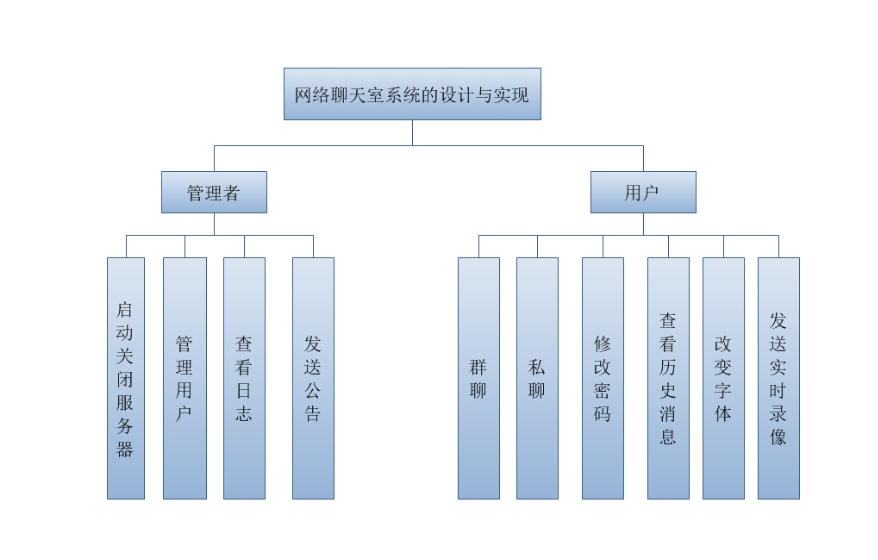 网络聊天室系统的设计与实现
管理者
用户
启动关闭服务器
管理用户
查看日志
发送公告
群聊
私聊
修改密码
查看历史消息
改变字体
发送实时录像